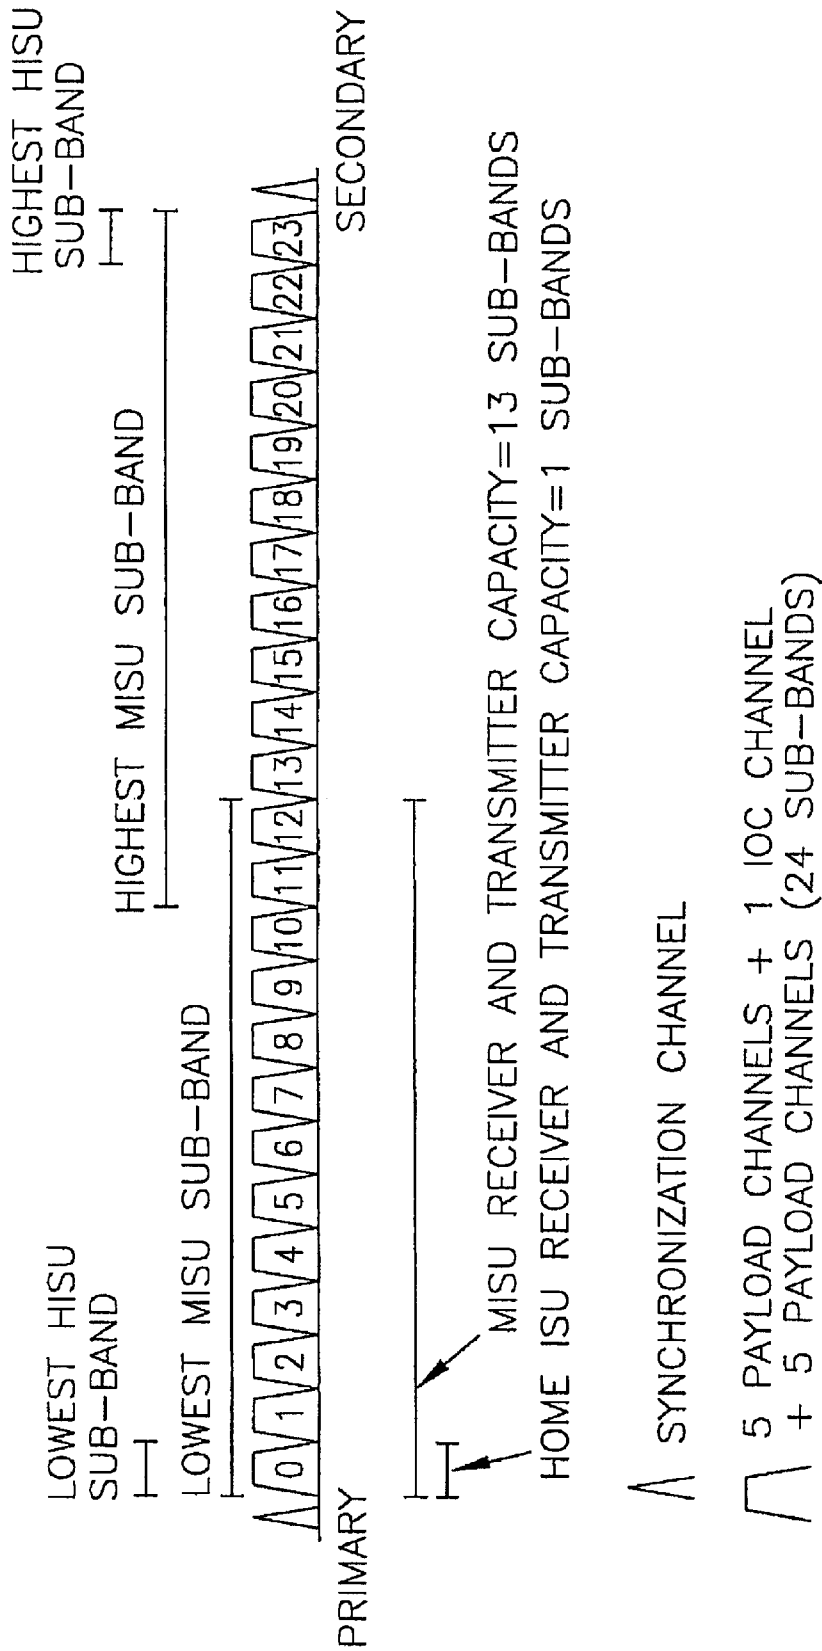 HIGHEST HISU
SUB-BAND
HIGHEST MISU SUB-BAND
LOWEST HISU
SUB-BAND
LOWEST MISU SUB-BAND
0 1 2 3 4 5 6 7 8 9 10 11 12 13 14 15 16 17 18 19 20 21 22 23
PRIMARY
SECONDARY
MISU RECEIVER AND TRANSMITTER CAPACITY=13 SUB-BANDS
HOME ISU RECEIVER AND TRANSMITTER CAPACITY=1 SUB-BANDS
SYNCHRONIZATION CHANNEL
5 PAYLOAD CHANNELS + 1 IOC CHANNEL
+ 5 PAYLOAD CHANNELS (24 SUB-BANDS)